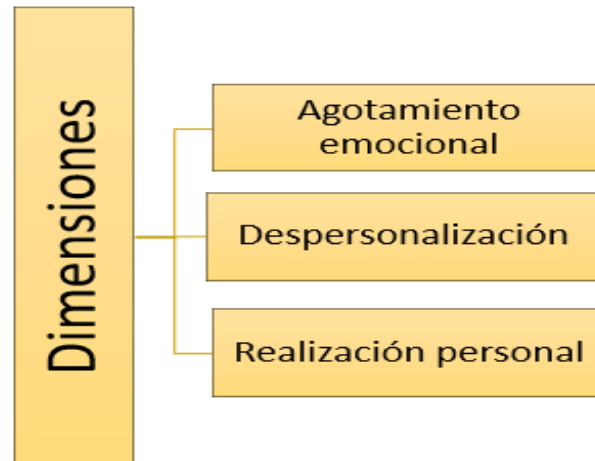 Dimensiones
Agotamiento
emocional
Despersonalización
Realización personal